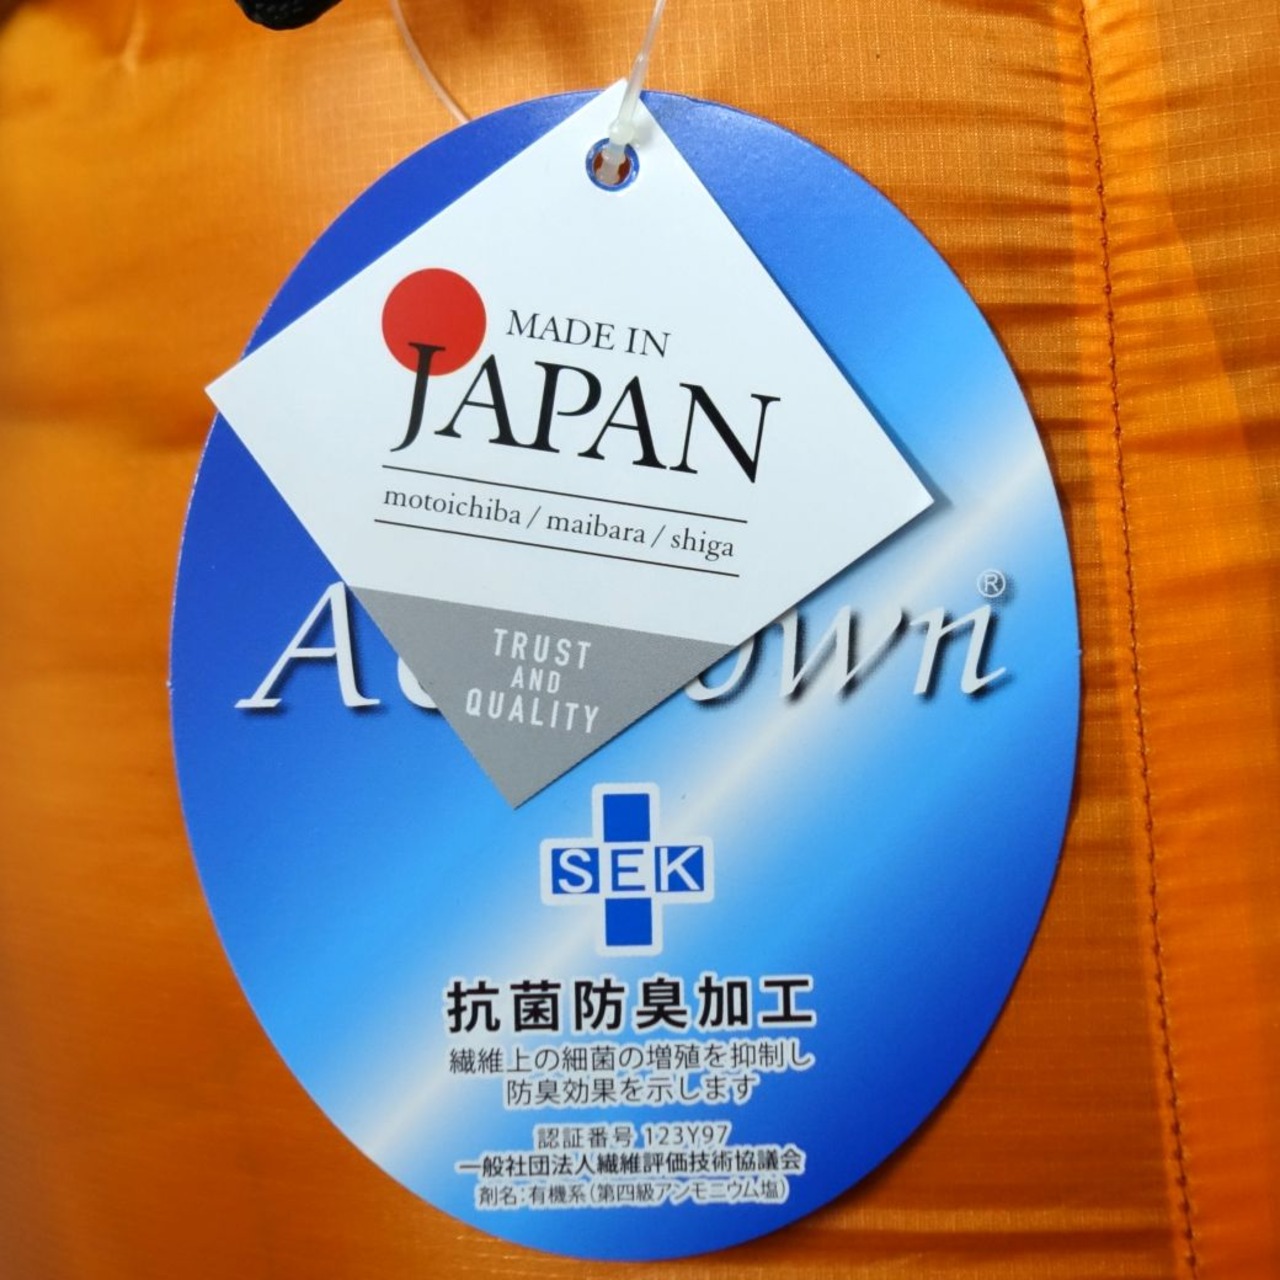 MADE IN
JAPAN
motoichiba / maibara / shiga
TRUST
AND
QUALITY
®
SEK
抗菌防臭加工
繊維上の細菌の増殖を抑制し
防臭効果を示します
認証番号 123Y97
一般社団法人繊維評価技術協議会
剤名：有機系（第四級アンモニウム塩）